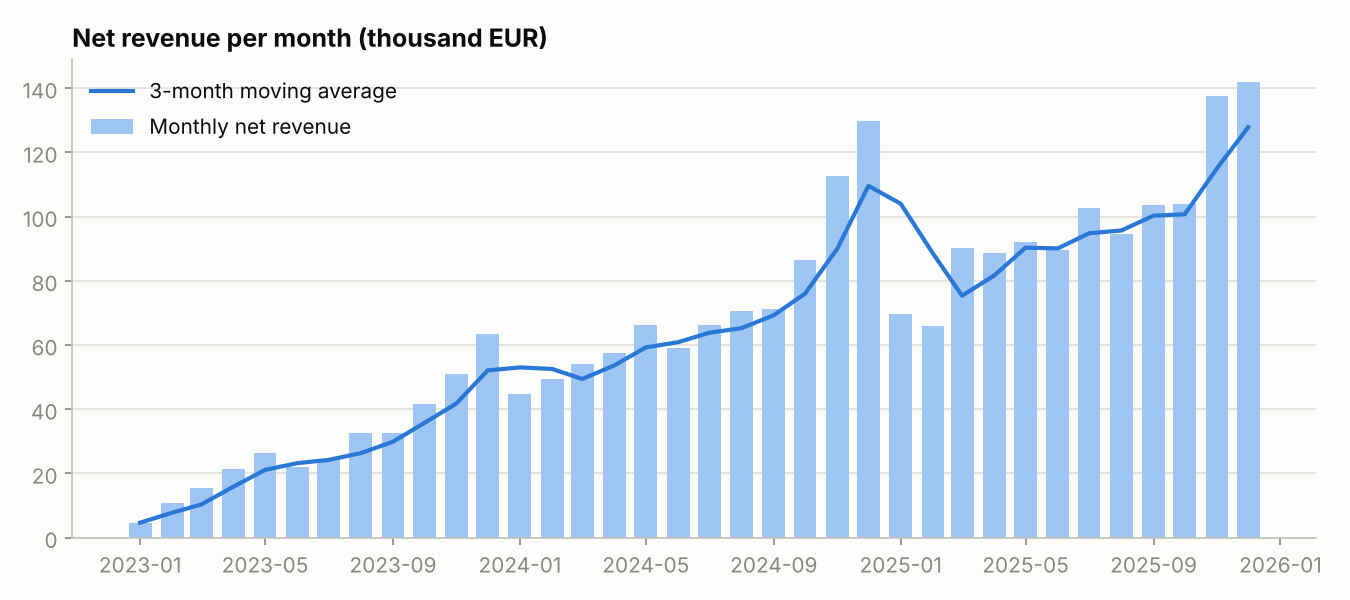 Net revenue per month (thousand EUR)
3-month moving average
Monthly net revenue
140
120
100
80
60
40
20
0
2023-01 2023-05 2023-09 2024-01 2024-05 2024-09 2025-01 2025-05 2025-09 2026-01